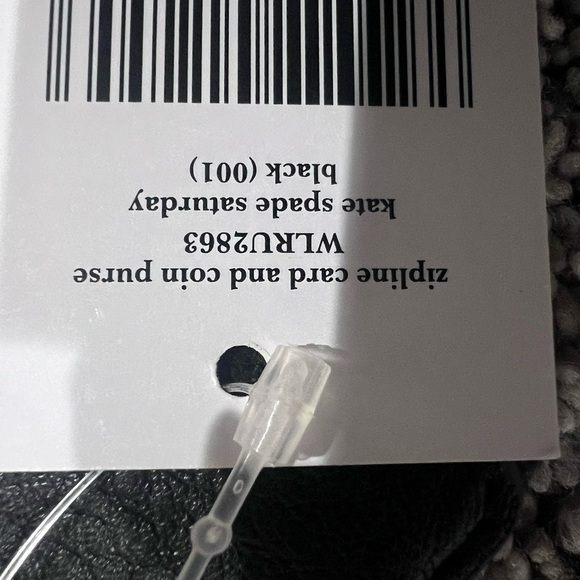 zipline card and coin purse
WLRU2863
kate spade saturday
black (001)